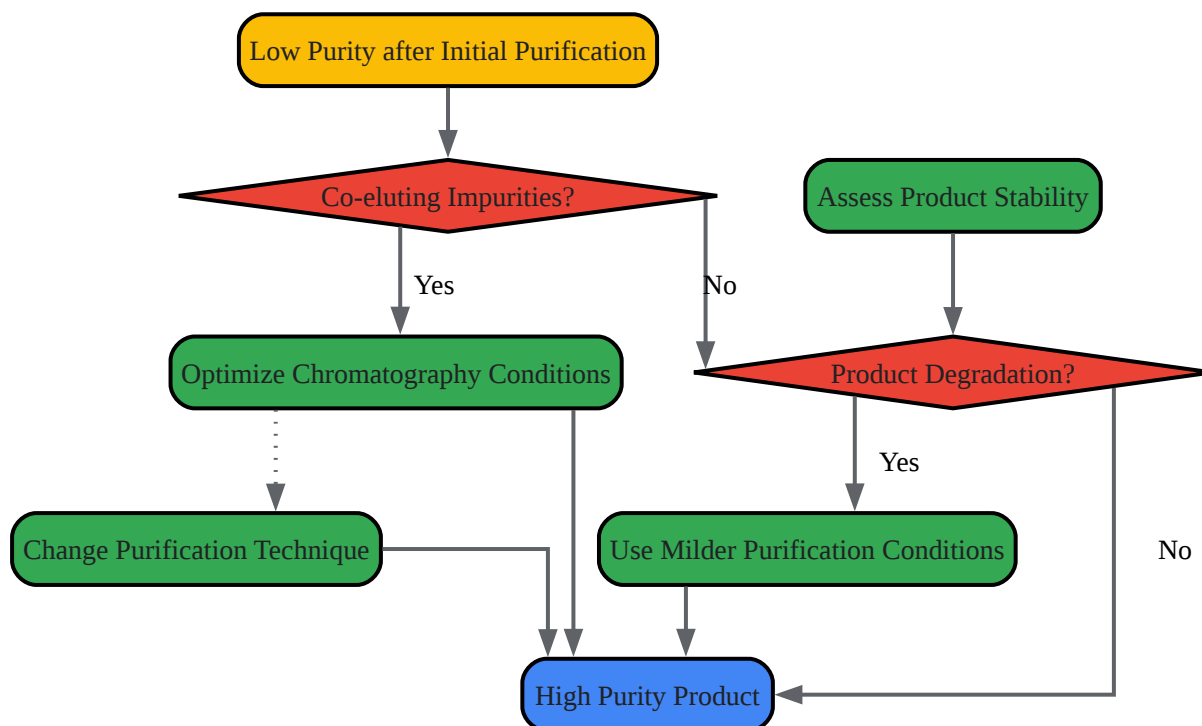 Low Purity after Initial Purification
Co-eluting Impurities?
Assess Product Stability
Yes
No
Optimize Chromatography Conditions
Product Degradation?
Yes
Change Purification Technique
Use Milder Purification Conditions
No
High Purity Product